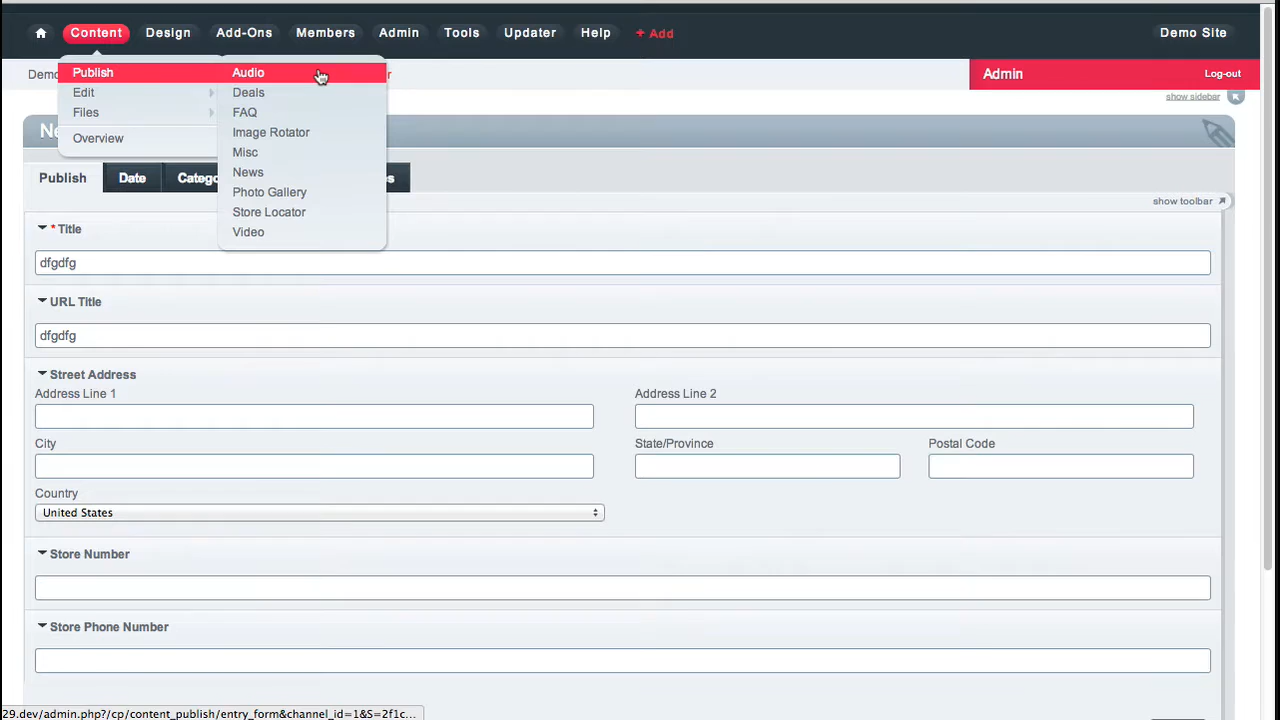 Content Design Add-Ons Members Admin Tools Updater Help + Add Demo Site
Demo r
Admin Log-out
show sidebar
Publish Audio
Edit Deals
Files FAQ
Overview Image Rotator
Misc
News
Photo Gallery
Store Locator
Video
Ne
Publish Date Catego s
show toolbar
* Title
dfgdfg
URL Title
dfgdfg
Street Address
Address Line 1 Address Line 2
City State/Province Postal Code
Country
United States
Store Number
Store Phone Number
29.dev/admin.php?/cp/content_publish/entry_form&channel_id=1&S=2f1c...